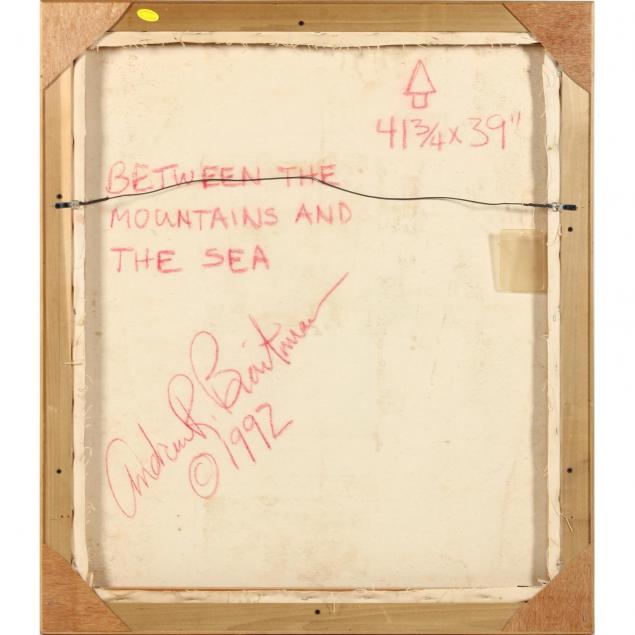 41 3/4 x 39"
BETWEEN THE
MOUNTAINS AND
THE SEA
Andrew R. Braitman
© 1992